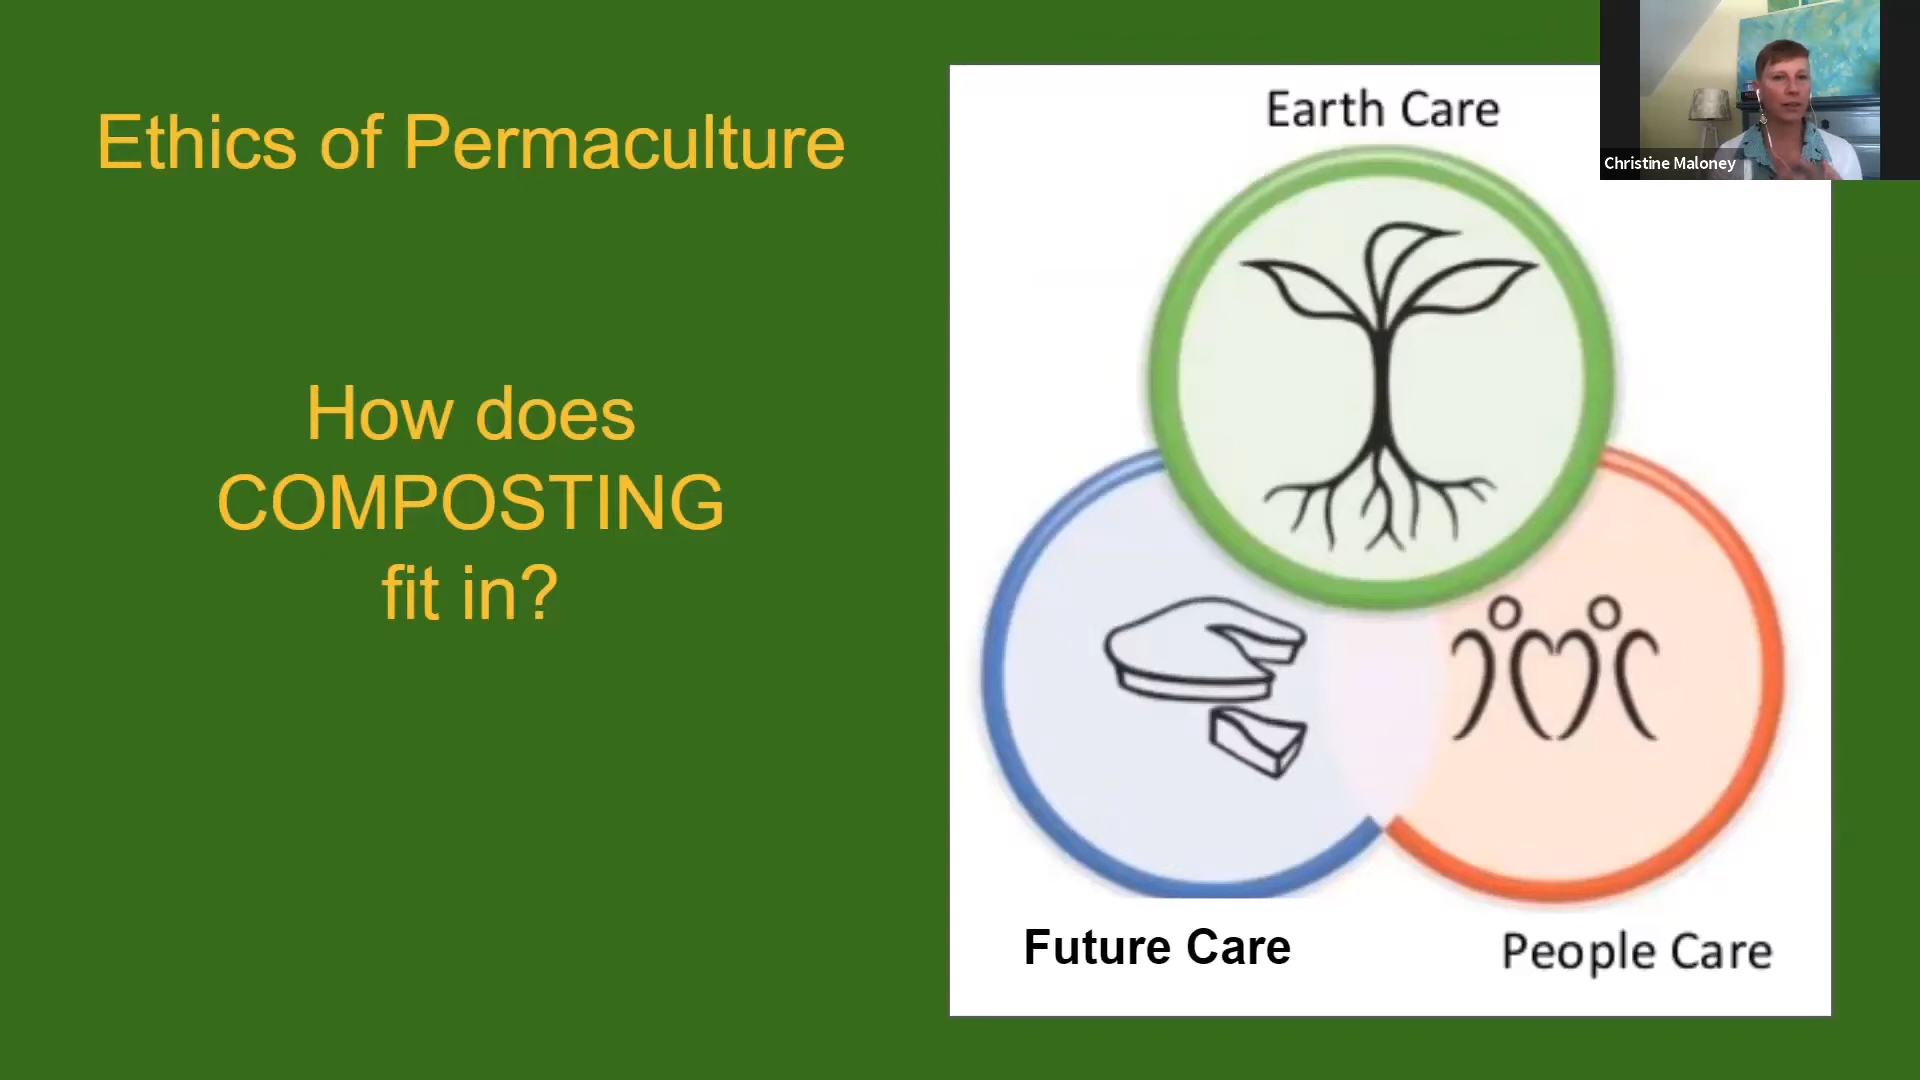 Ethics of Permaculture
How does
COMPOSTING
fit in?
Earth Care
Future Care
People Care
Christine Maloney